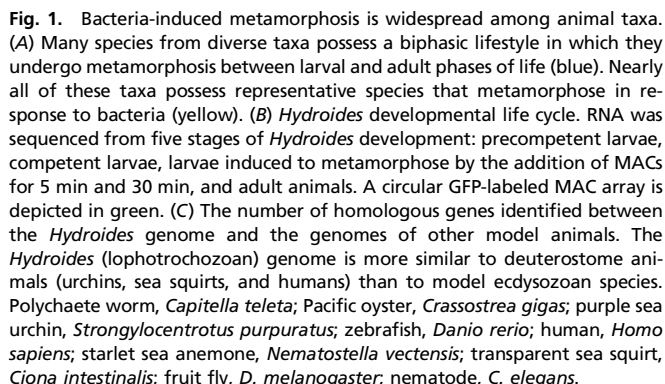 Fig. 1. Bacteria-induced metamorphosis is widespread among animal taxa.
(A) Many species from diverse taxa possess a biphasic lifestyle in which they
undergo metamorphosis between larval and adult phases of life (blue). Nearly
all of these taxa possess representative species that metamorphose in re-
sponse to bacteria (yellow). (B) Hydroides developmental life cycle. RNA was
sequenced from five stages of Hydroides development: precompetent larvae,
competent larvae, larvae induced to metamorphose by the addition of MACs
for 5 min and 30 min, and adult animals. A circular GFP-labeled MAC array is
depicted in green. (C) The number of homologous genes identified between
the Hydroides genome and the genomes of other model animals. The
Hydroides (lophotrochozoan) genome is more similar to deuterostome ani-
mals (urchins, sea squirts, and humans) than to model ecdysozoan species.
Polychaete worm, Capitella teleta; Pacific oyster, Crassostrea gigas; purple sea
urchin, Strongylocentrotus purpuratus; zebrafish, Danio rerio; human, Homo
sapiens; starlet sea anemone, Nematostella vectensis; transparent sea squirt,
Ciona intestinalis; fruit fly, D. melanogaster; nematode, C. elegans.